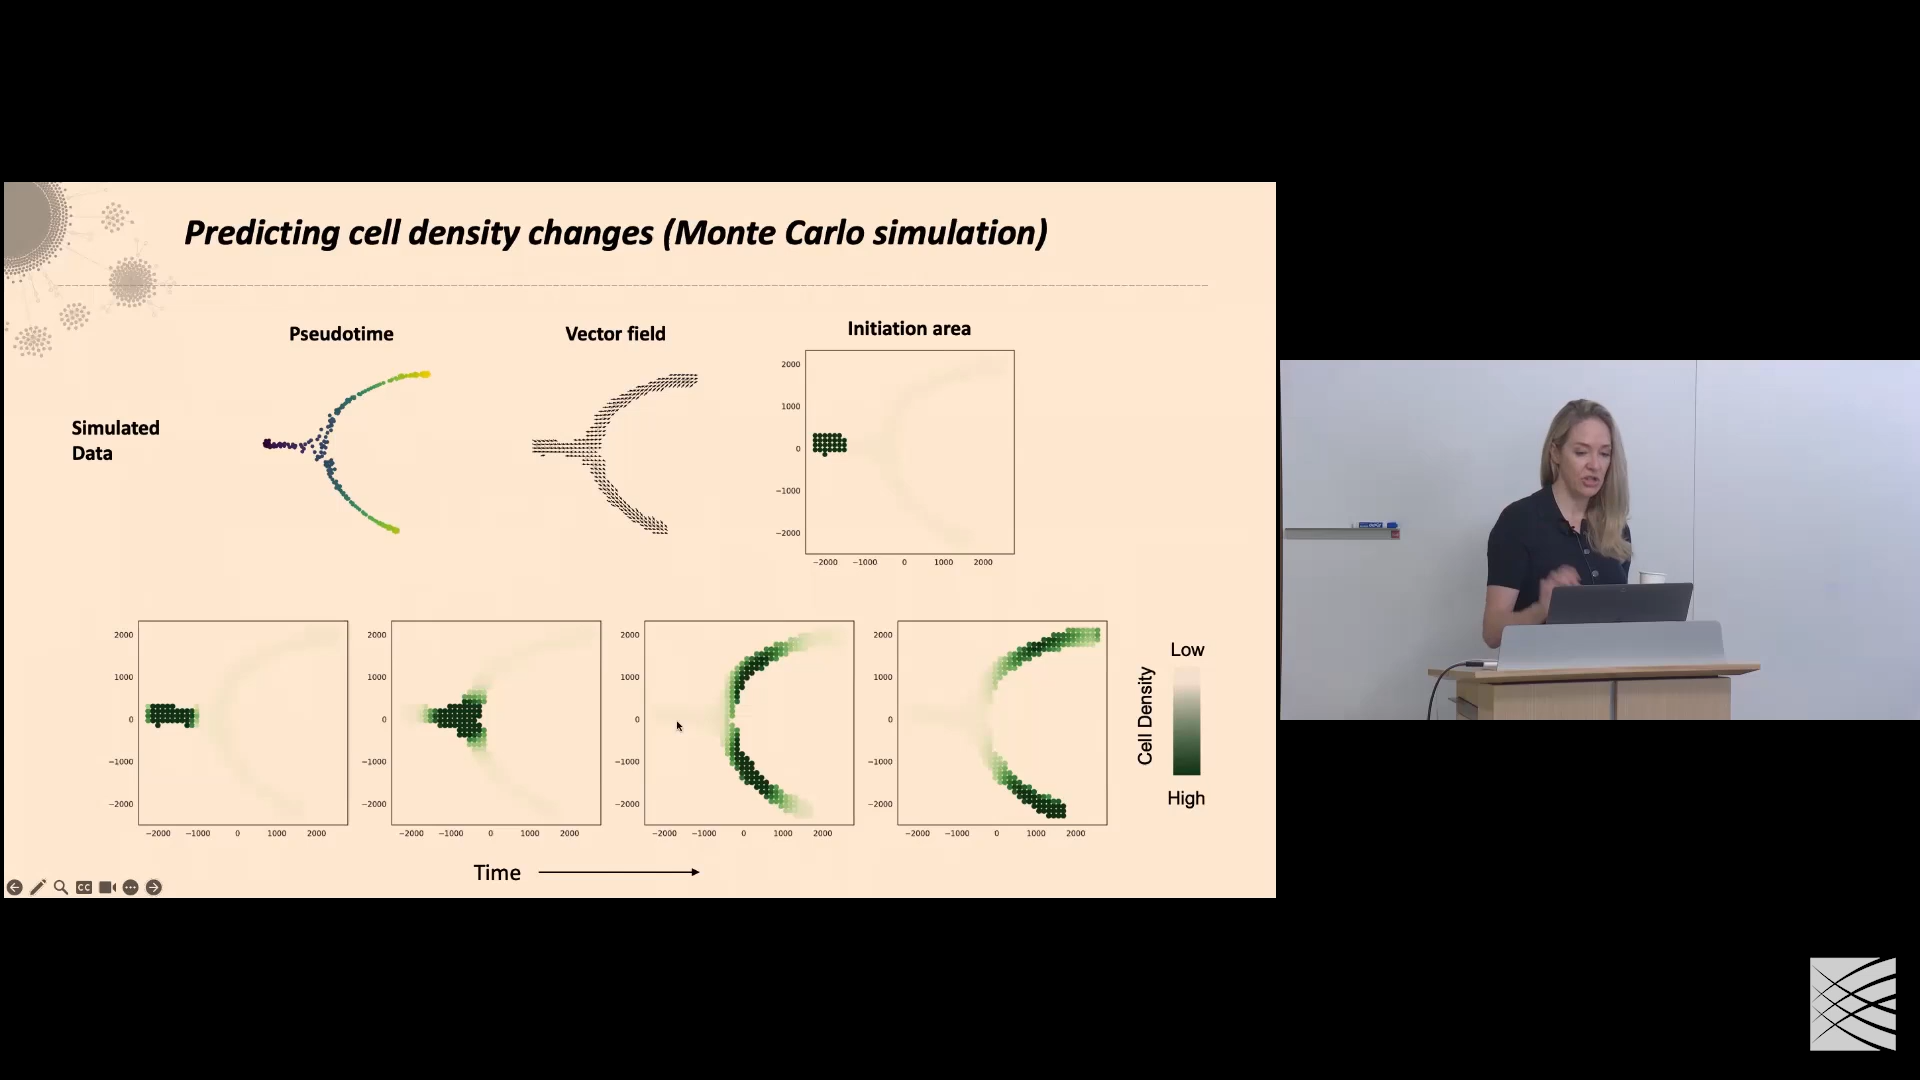 Predicting cell density changes (Monte Carlo simulation)
Pseudotime
Vector field
Initiation area
Simulated
Data
2000
1000
0
−1000
−2000
−2000 −1000 0 1000 2000
2000
1000
0
−1000
−2000
−2000 −1000 0 1000 2000
2000
1000
0
−1000
−2000
−2000 −1000 0 1000 2000
2000
1000
0
−1000
−2000
−2000 −1000 0 1000 2000
2000
1000
0
−1000
−2000
−2000 −1000 0 1000 2000
Low
Cell Density
High
Time
CC